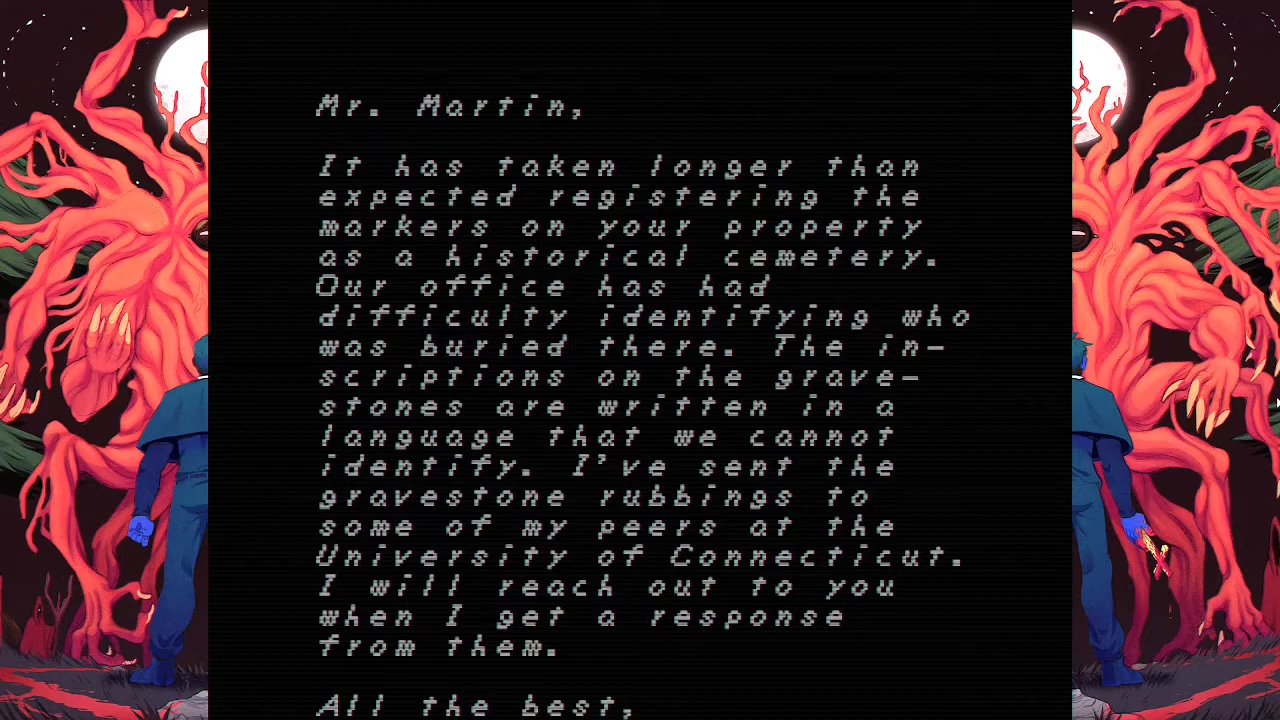 Mr. Martin,
It has taken longer than
expected registering the
markers on your property
as a historical cemetery.
Our office has had
difficulty identifying who
was buried there. The in-
scriptions on the grave-
stones are written in a
language that we cannot
identify. I've sent the
gravestone rubbings to
some of my peers at the
University of Connecticut.
I will reach out to you
when I get a response
from them.
All the best,